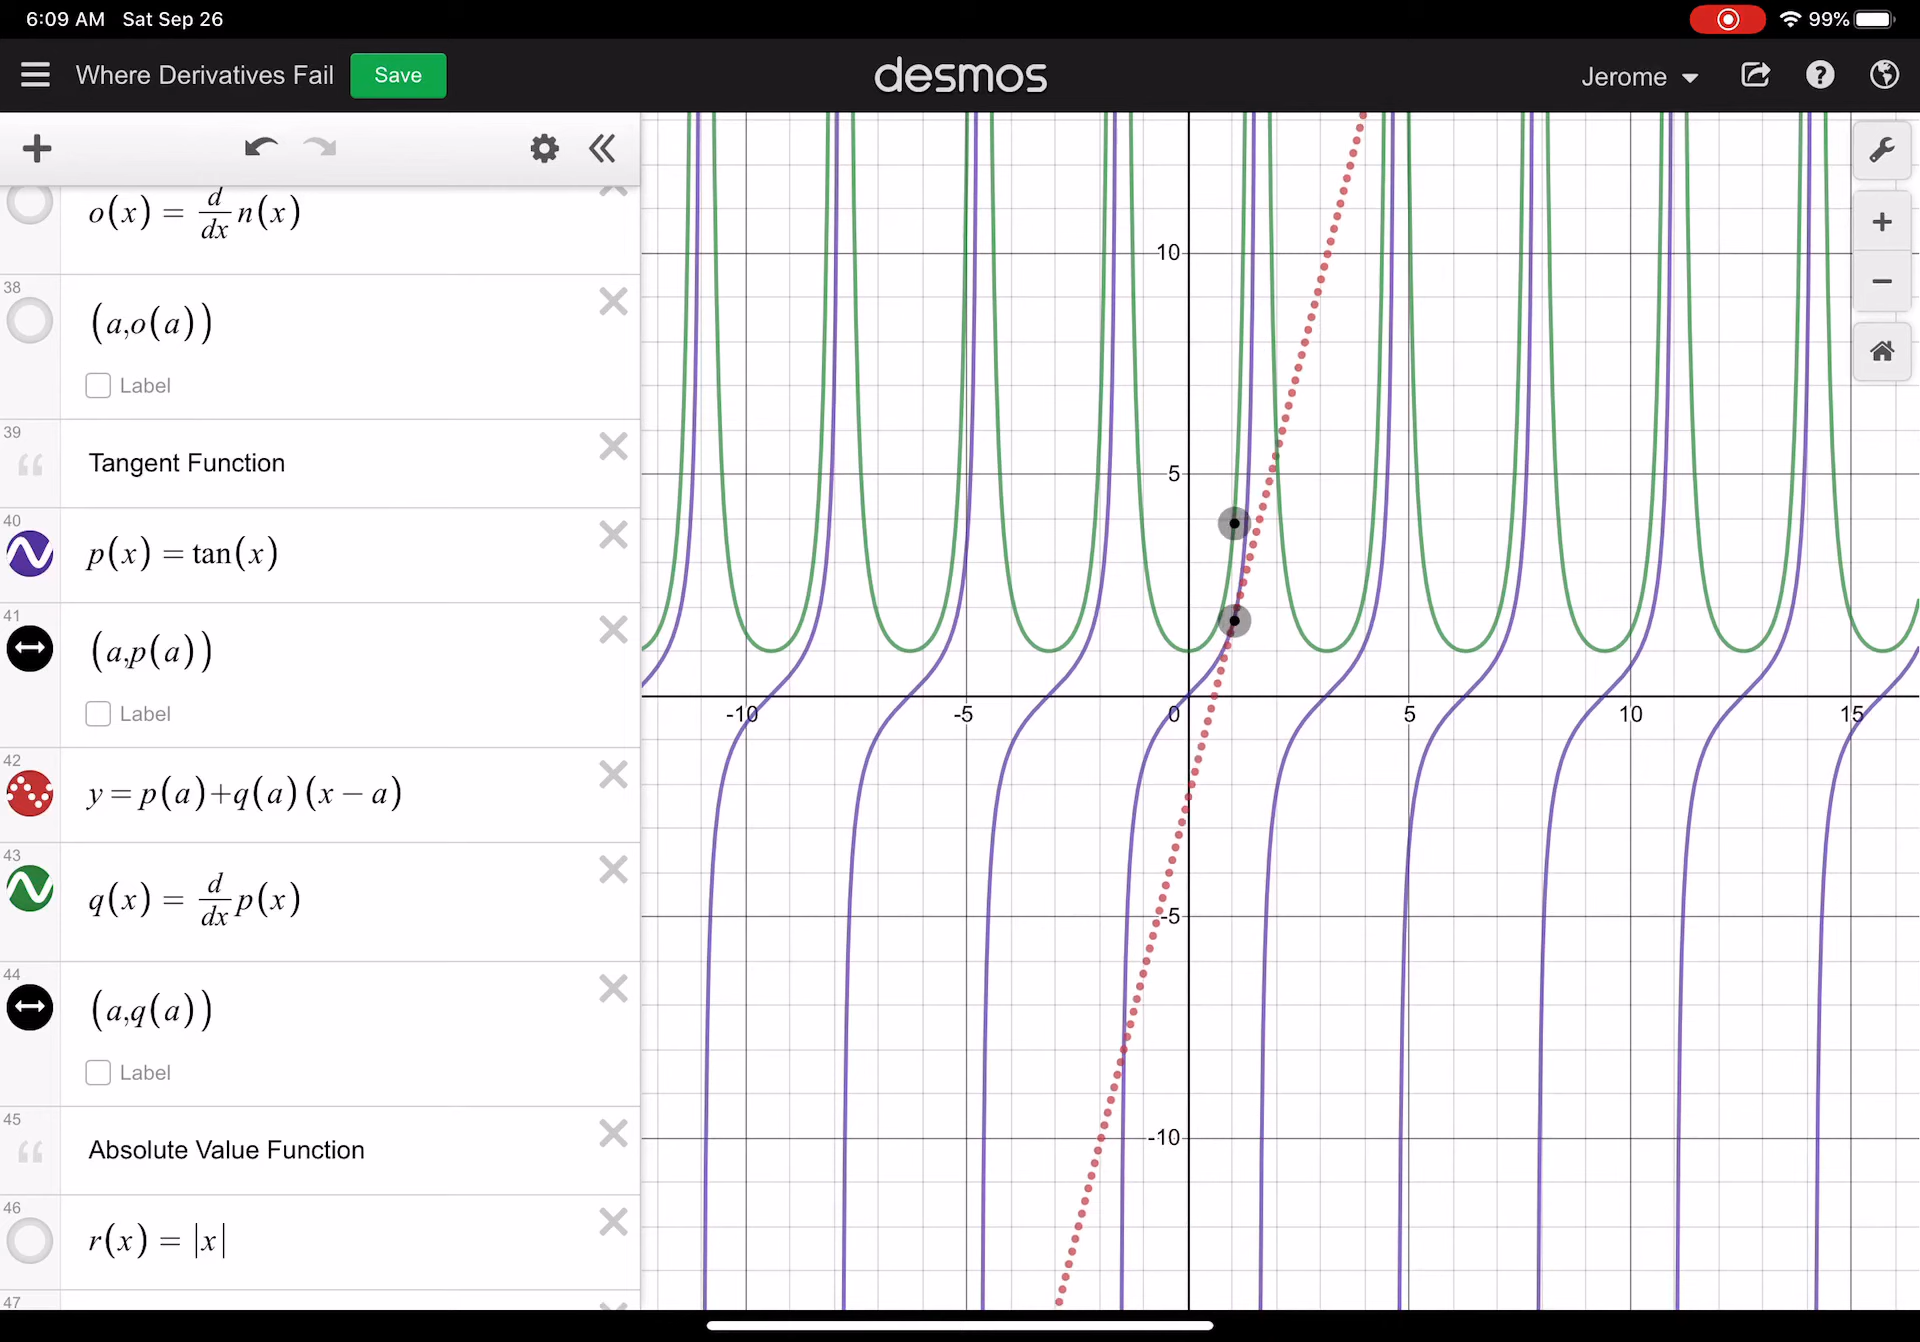 6:09 AM Sat Sep 26
99%
Where Derivatives Fail
Save
desmos
Jerome
o(x) = d/dx n(x)
38
(a,o(a))
Label
39
Tangent Function
40
p(x) = tan(x)
41
(a,p(a))
Label
42
y = p(a)+q(a)(x − a)
43
q(x) = d/dx p(x)
44
(a,q(a))
Label
45
Absolute Value Function
46
r(x) = |x|
47
10
5
-10
-5
0
5
10
15
-5
-10